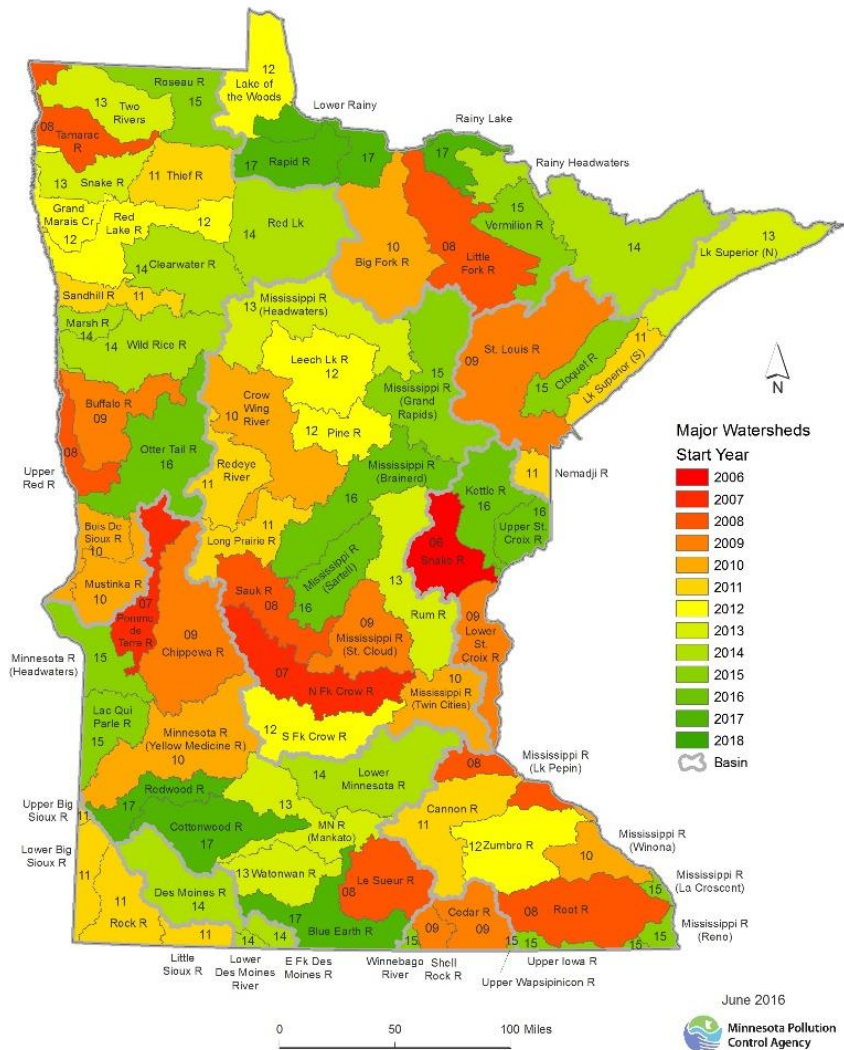 12
Lake of
the Woods
Roseau R
15
13
Two
Rivers
Lower Rainy
08
Tamarac
R
Rainy Lake
17
Rapid R
17
17
Rainy Headwaters
11
Thief R
13
Snake R
15
Vermilion R
Grand
Marais Cr
12
Red
Lake R
12
Red Lk
14
14
13
Lk Superior (N)
10
Big Fork R
08
Little
Fork R
14
Clearwater R
Sandhill R
11
13
Mississippi R
(Headwaters)
Marsh R
14
14
Wild Rice R
11
Lk Superior (S)
09
St. Louis R
15
Cloquet R
Leech Lk R
12
15
Mississippi R
(Grand
Rapids)
N
Buffalo R
09
08
10
Crow
Wing
River
12
Pine R
Upper
Red R
Otter Tail R
16
Redeye
River
11
Mississippi R
(Brainerd)
16
11
Nemadji R
Kettle R
16
16
Upper St.
Croix R
Bois De
Sioux R
10
11
Long Prairie R
06
Snake R
Mississippi R
(Sartell)
16
Mustinka R
10
13
Rum R
07
Pomme
de
Terre R
Sauk R
08
09
Chippewa R
09
Mississippi R
(St. Cloud)
09
Lower
St.
Croix R
Minnesota R
(Headwaters)
15
07
N Fk Crow R
10
Mississippi R
(Twin Cities)
Lac Qui
Parle R
15
Minnesota R
(Yellow Medicine R)
10
12
S Fk Crow R
Mississippi R
(Lk Pepin)
08
14
Lower
Minnesota R
Redwood R
17
13
MN R
(Mankato)
Cannon R
11
Upper Big
Sioux R
11
Cottonwood R
17
12
Zumbro R
Mississippi R
(Winona)
10
Lower Big
Sioux R
11
13
Watonwan R
08
Le Sueur R
Des Moines R
14
Mississippi R
(La Crescent)
15
11
Rock R
17
Blue Earth R
Cedar R
09
09
08
Root R
Mississippi R
(Reno)
15
15
11
14
14
15
15
15
Little
Sioux R
Lower
Des Moines
River
E Fk Des
Moines R
Winnebago
River
Shell
Rock R
Upper Iowa R
Upper Wapsipinicon R
Major Watersheds
Start Year
2006
2007
2008
2009
2010
2011
2012
2013
2014
2015
2016
2017
2018
Basin
June 2016
0 50 100 Miles
Minnesota Pollution
Control Agency